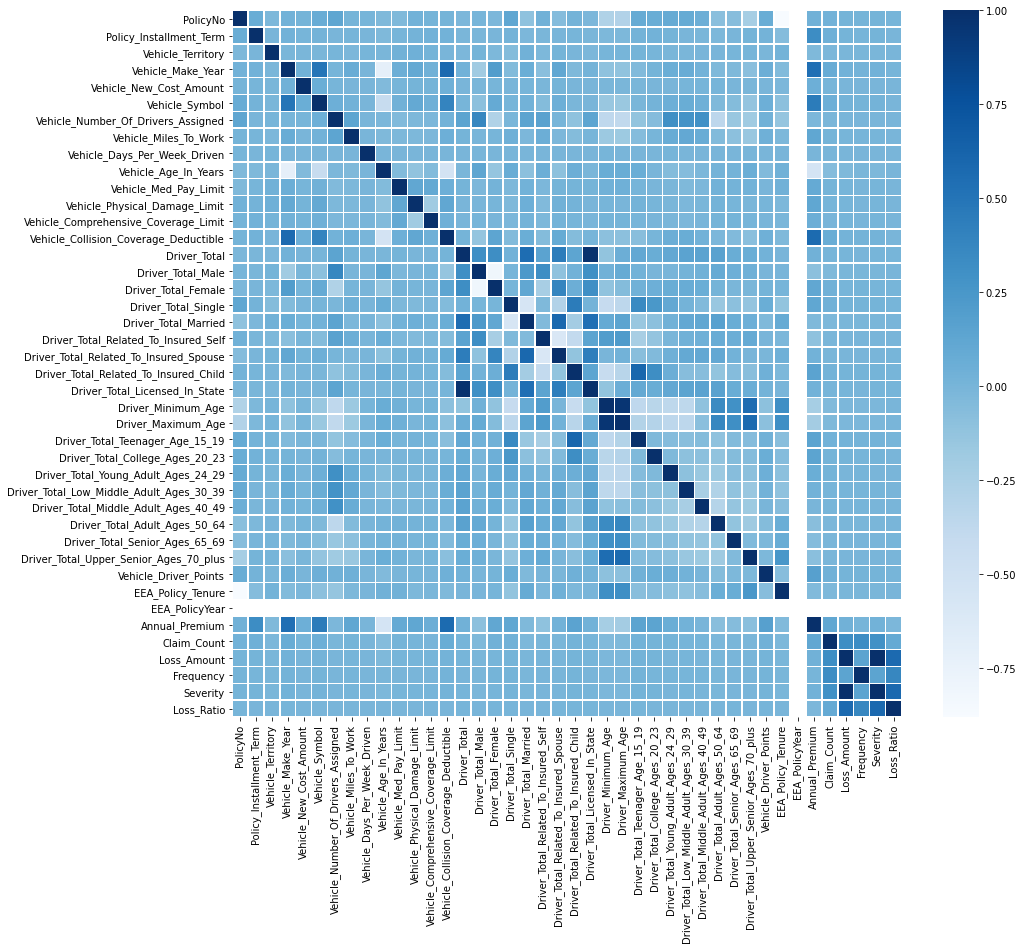 PolicyNo
Policy_Installment_Term
Vehicle_Territory
Vehicle_Make_Year
Vehicle_New_Cost_Amount
Vehicle_Symbol
Vehicle_Number_Of_Drivers_Assigned
Vehicle_Miles_To_Work
Vehicle_Days_Per_Week_Driven
Vehicle_Age_In_Years
Vehicle_Med_Pay_Limit
Vehicle_Physical_Damage_Limit
Vehicle_Comprehensive_Coverage_Limit
Vehicle_Collision_Coverage_Deductible
Driver_Total
Driver_Total_Male
Driver_Total_Female
Driver_Total_Single
Driver_Total_Married
Driver_Total_Related_To_Insured_Self
Driver_Total_Related_To_Insured_Spouse
Driver_Total_Related_To_Insured_Child
Driver_Total_Licensed_In_State
Driver_Minimum_Age
Driver_Maximum_Age
Driver_Total_Teenager_Age_15_19
Driver_Total_College_Ages_20_23
Driver_Total_Young_Adult_Ages_24_29
Driver_Total_Low_Middle_Adult_Ages_30_39
Driver_Total_Middle_Adult_Ages_40_49
Driver_Total_Adult_Ages_50_64
Driver_Total_Senior_Ages_65_69
Driver_Total_Upper_Senior_Ages_70_plus
Vehicle_Driver_Points
EEA_Policy_Tenure
EEA_PolicyYear
Annual_Premium
Claim_Count
Loss_Amount
Frequency
Severity
Loss_Ratio
PolicyNo
Policy_Installment_Term
Vehicle_Territory
Vehicle_Make_Year
Vehicle_New_Cost_Amount
Vehicle_Symbol
Vehicle_Number_Of_Drivers_Assigned
Vehicle_Miles_To_Work
Vehicle_Days_Per_Week_Driven
Vehicle_Age_In_Years
Vehicle_Med_Pay_Limit
Vehicle_Physical_Damage_Limit
Vehicle_Comprehensive_Coverage_Limit
Vehicle_Collision_Coverage_Deductible
Driver_Total
Driver_Total_Male
Driver_Total_Female
Driver_Total_Single
Driver_Total_Married
Driver_Total_Related_To_Insured_Self
Driver_Total_Related_To_Insured_Spouse
Driver_Total_Related_To_Insured_Child
Driver_Total_Licensed_In_State
Driver_Minimum_Age
Driver_Maximum_Age
Driver_Total_Teenager_Age_15_19
Driver_Total_College_Ages_20_23
Driver_Total_Young_Adult_Ages_24_29
Driver_Total_Low_Middle_Adult_Ages_30_39
Driver_Total_Middle_Adult_Ages_40_49
Driver_Total_Adult_Ages_50_64
Driver_Total_Senior_Ages_65_69
Driver_Total_Upper_Senior_Ages_70_plus
Vehicle_Driver_Points
EEA_Policy_Tenure
EEA_PolicyYear
Annual_Premium
Claim_Count
Loss_Amount
Frequency
Severity
Loss_Ratio
1.00
0.75
0.50
0.25
0.00
−0.25
−0.50
−0.75